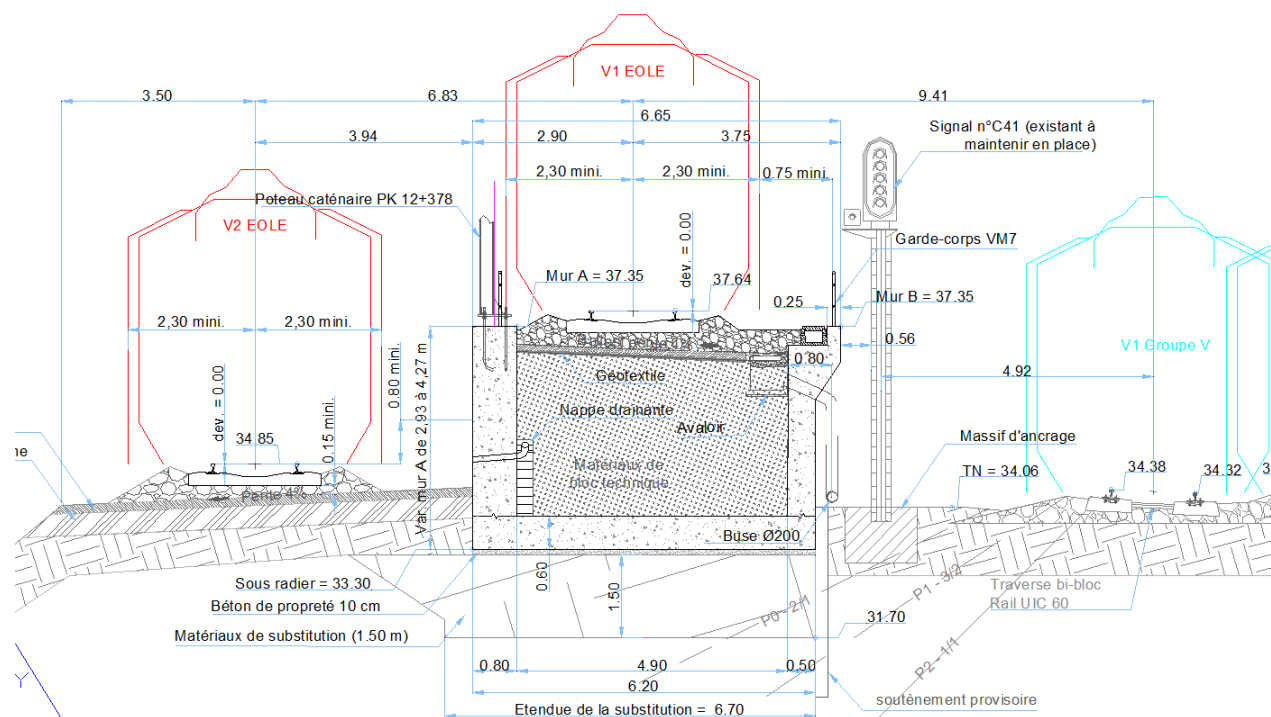 V1 EOLE
3.50
6.83
9.41
6.65
3.94
2.90
3.75
Signal n°C41 (existant à
maintenir en place)
2,30 mini.
2,30 mini.
0.75 mini.
Poteau caténaire PK 12+378
V2 EOLE
dev. = 0.00
Garde-corps VM7
Mur A = 37.35
37.64
0.25
Mur B = 37.35
2,30 mini.
2,30 mini.
0.56
V1 Groupe V
0.80 mini
Var. mur A de 2,93 à 4,27 m
0.80
4.92
Géotextile
dev. = 0.00
Nappe drainante
Avaloir
34.85
0.15 mini.
Massif d'ancrage
ne
Matériaux de
bloc technique
TN = 34.06
34.38
34.32
3
Pente 4%
Buse Ø200
Sous radier = 33.30
0.60
1.50
Béton de propreté 10 cm
P0 - 2/1
P1 - 3/2
Traverse bi-bloc
Rail UIC 60
Matériaux de substitution (1.50 m)
31.70
P2 - 1/1
0.80
4.90
0.50
6.20
soutènement provisoire
Etendue de la substitution = 6.70
Y